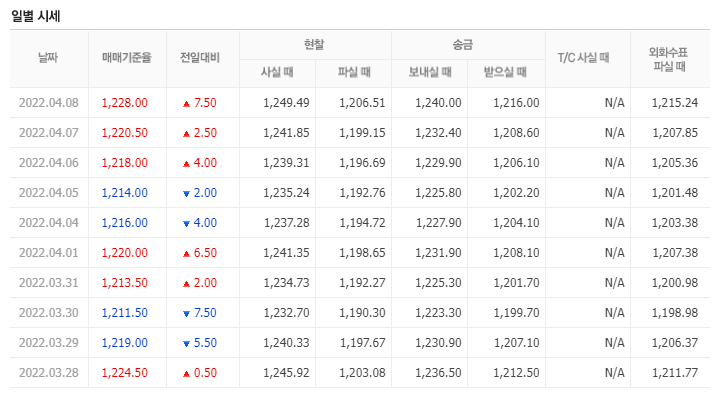 일별 시세
날짜 매매기준율 전일대비 현찰 송금 T/C 사실 때 외화수표 파실 때
사실 때 파실 때 보내실 때 받으실 때
2022.04.08 1,228.00 ▲ 7.50 1,249.49 1,206.51 1,240.00 1,216.00 N/A 1,215.24
2022.04.07 1,220.50 ▲ 2.50 1,241.85 1,199.15 1,232.40 1,208.60 N/A 1,207.85
2022.04.06 1,218.00 ▲ 4.00 1,239.31 1,196.69 1,229.90 1,206.10 N/A 1,205.36
2022.04.05 1,214.00 ▼ 2.00 1,235.24 1,192.76 1,225.80 1,202.20 N/A 1,201.48
2022.04.04 1,216.00 ▼ 4.00 1,237.28 1,194.72 1,227.90 1,204.10 N/A 1,203.38
2022.04.01 1,220.00 ▲ 6.50 1,241.35 1,198.65 1,231.90 1,208.10 N/A 1,207.38
2022.03.31 1,213.50 ▲ 2.00 1,234.73 1,192.27 1,225.30 1,201.70 N/A 1,200.98
2022.03.30 1,211.50 ▼ 7.50 1,232.70 1,190.30 1,223.30 1,199.70 N/A 1,198.98
2022.03.29 1,219.00 ▼ 5.50 1,240.33 1,197.67 1,230.90 1,207.10 N/A 1,206.37
2022.03.28 1,224.50 ▲ 0.50 1,245.92 1,203.08 1,236.50 1,212.50 N/A 1,211.77